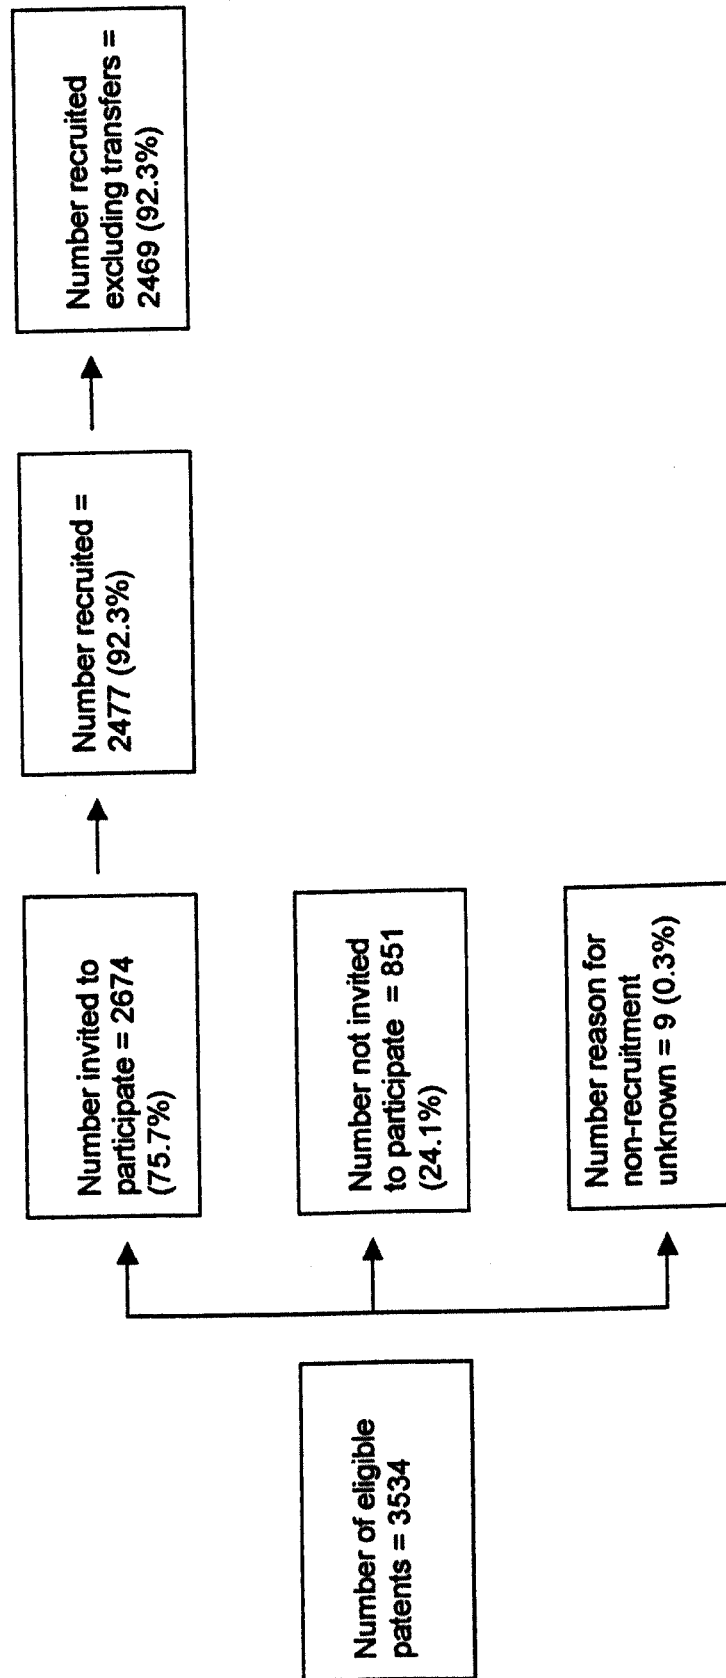 Number of eligible
patents = 3534
Number invited to
participate = 2674
(75.7%)
Number not invited
to participate = 851
(24.1%)
Number reason for
non-recruitment
unknown = 9 (0.3%)
Number recruited =
2477 (92.3%)
Number recruited
excluding transfers =
2469 (92.3%)